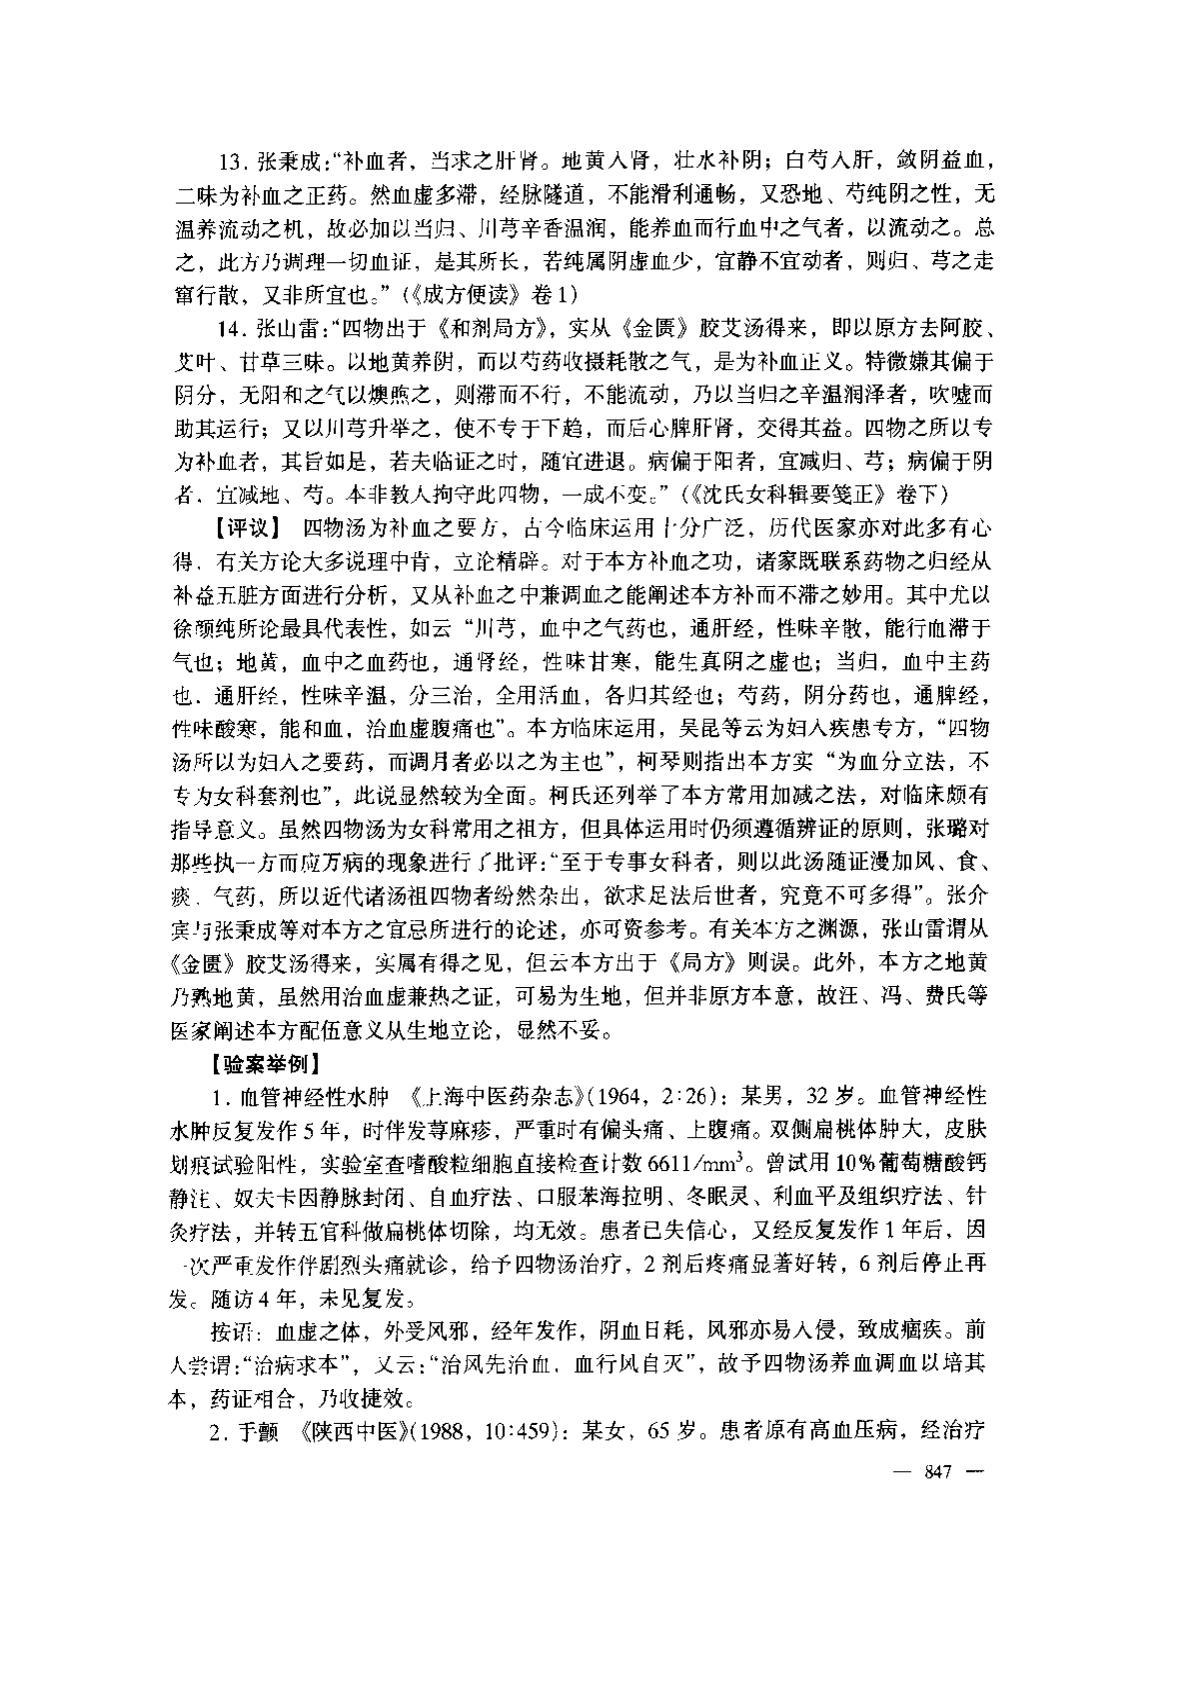 13. 张秉成：“补血者，当求之肝肾。地黄入肾，壮水补阴；白芍入肝，敛阴益血，
二味为补血之正药。然血虚多滞，经脉隧道，不能滑利通畅，又恐地、芍纯阴之性，无
温养流动之机，故必加以当归、川芎辛香温润，能养血而行血中之气者，以流动之。总
之，此方乃调理一切血证，是其所长，若纯属阴虚血少，宜静不宜动者，则归、芎之走
窜行散，又非所宜也。”(《成方便读》卷1)
14. 张山雷：“四物出于《和剂局方》，实从《金匮》胶艾汤得来，即以原方去阿胶、
艾叶、甘草三味。以地黄养阴，而以芍药收摄耗散之气，是为补血正义。特微嫌其偏于
阴分，无阳和之气以燠煦之，则滞而不行，不能流动，乃以当归之辛温润泽者，吹嘘而
助其运行；又以川芎升举之，使不专于下趋，而后心脾肝肾，交得其益。四物之所以专
为补血者，其旨如是，若夫临证之时，随宜进退。病偏于阳者，宜减归、芎；病偏于阴
者，宜减地、芍。本非教人拘守此四物，一成不变。”(《沈氏女科辑要笺正》卷下)
【评议】 四物汤为补血之要方，古今临床运用十分广泛，历代医家亦对此多有心
得，有关方论大多说理中肯，立论精辟。对于本方补血之功，诸家既联系药物之归经从
补益五脏方面进行分析，又从补血之中兼调血之能阐述本方补而不滞之妙用。其中尤以
徐颜纯所论最具代表性，如云“川芎，血中之气药也，通肝经，性味辛散，能行血滞于
气也；地黄，血中之血药也，通肾经，性味甘寒，能生真阴之虚也；当归，血中主药
也，通肝经，性味辛温，分三治，全用活血，各归其经也；芍药，阴分药也，通脾经，
性味酸寒，能和血，治血虚腹痛也”。本方临床运用，吴昆等云为妇人疾患专方，“四物
汤所以为妇人之要药，而调月者必以之为主也”，柯琴则指出本方实“为血分立法，不
专为女科套剂也”，此说显然较为全面。柯氏还列举了本方常用加减之法，对临床颇有
指导意义。虽然四物汤为女科常用之祖方，但具体运用时仍须遵循辨证的原则，张璐对
那些执一方而应万病的现象进行了批评：“至于专事女科者，则以此汤随证漫加风、食、
痰、气药，所以近代诸汤祖四物者纷然杂出，欲求足法后世者，究竟不可多得”。张介
宾与张秉成等对本方之宜忌所进行的论述，亦可资参考。有关本方之渊源，张山雷谓从
《金匮》胶艾汤得来，实属有得之见，但云本方出于《局方》则误。此外，本方之地黄
乃熟地黄，虽然用治血虚兼热之证，可易为生地，但并非原方本意，故汪、冯、费氏等
医家阐述本方配伍意义从生地立论，显然不妥。
【验案举例】
1. 血管神经性水肿 《上海中医药杂志》(1964，2:26)：某男，32岁。血管神经性
水肿反复发作5年，时伴发荨麻疹，严重时有偏头痛、上腹痛。双侧扁桃体肿大，皮肤
划痕试验阳性，实验室查嗜酸粒细胞直接检查计数6611/mm³。曾试用10%葡萄糖酸钙
静注、奴夫卡因静脉封闭、自血疗法、口服苯海拉明、冬眠灵、利血平及组织疗法、针
灸疗法，并转五官科做扁桃体切除，均无效。患者已失信心，又经反复发作1年后，因
一次严重发作伴剧烈头痛就诊，给予四物汤治疗，2剂后疼痛显著好转，6剂后停止再
发。随访4年，未见复发。
按语：血虚之体，外受风邪，经年发作，阴血日耗，风邪亦易入侵，致成痼疾。前
人尝谓：“治病求本”，又云：“治风先治血，血行风自灭”，故予四物汤养血调血以培其
本，药证相合，乃收捷效。
2. 手颤 《陕西中医》(1988，10:459)：某女，65岁。患者原有高血压病，经治疗
— 847 —